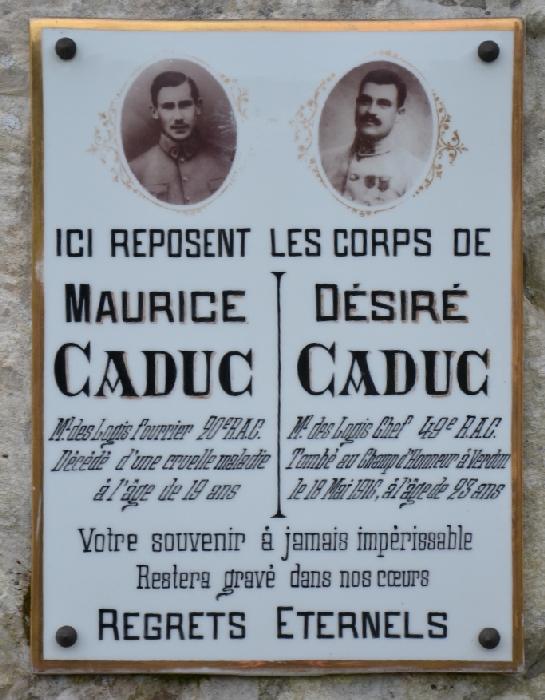 ICI REPOSENT LES CORPS DE
MAURICE
CADUC
Mal des Logis Fourrier 20e R.A.C.
Décédé d'une cruelle maladie
à l'âge de 19 ans
DÉSIRÉ
CADUC
Mal des Logis Chef 49e R.A.C.
Tombé au Champ d'Honneur à Verdun
le 18 Mai 1916, à l'âge de 23 ans
Votre souvenir à jamais impérissable
Restera gravé dans nos cœurs
REGRETS ETERNELS